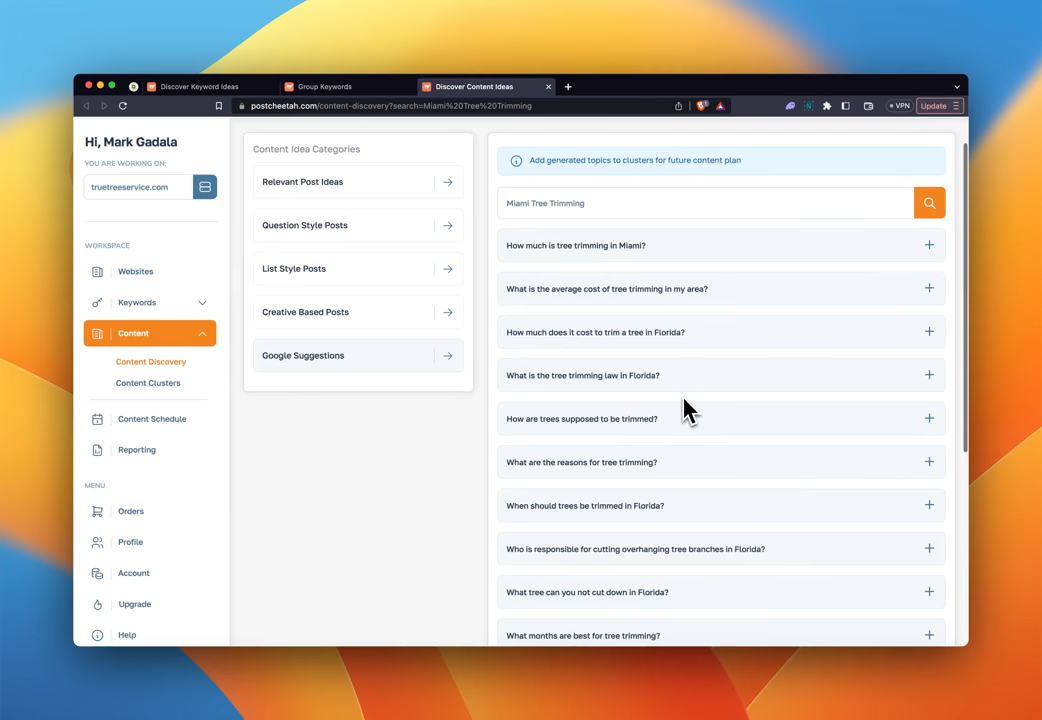 Discover Keyword Ideas
Group Keywords
Discover Content Ideas
postcheetah.com/content-discovery?search=Miami%20Tree%20Trimming
VPN
Update
Hi, Mark Gadala
YOU ARE WORKING ON:
truetreeservice.com
WORKSPACE
Websites
Keywords
Content
Content Discovery
Content Clusters
Content Schedule
Reporting
MENU
Orders
Profile
Account
Upgrade
Help
Content Idea Categories
Relevant Post Ideas
Question Style Posts
List Style Posts
Creative Based Posts
Google Suggestions
Add generated topics to clusters for future content plan
Miami Tree Trimming
How much is tree trimming in Miami?
What is the average cost of tree trimming in my area?
How much does it cost to trim a tree in Florida?
What is the tree trimming law in Florida?
How are trees supposed to be trimmed?
What are the reasons for tree trimming?
When should trees be trimmed in Florida?
Who is responsible for cutting overhanging tree branches in Florida?
What tree can you not cut down in Florida?
What months are best for tree trimming?